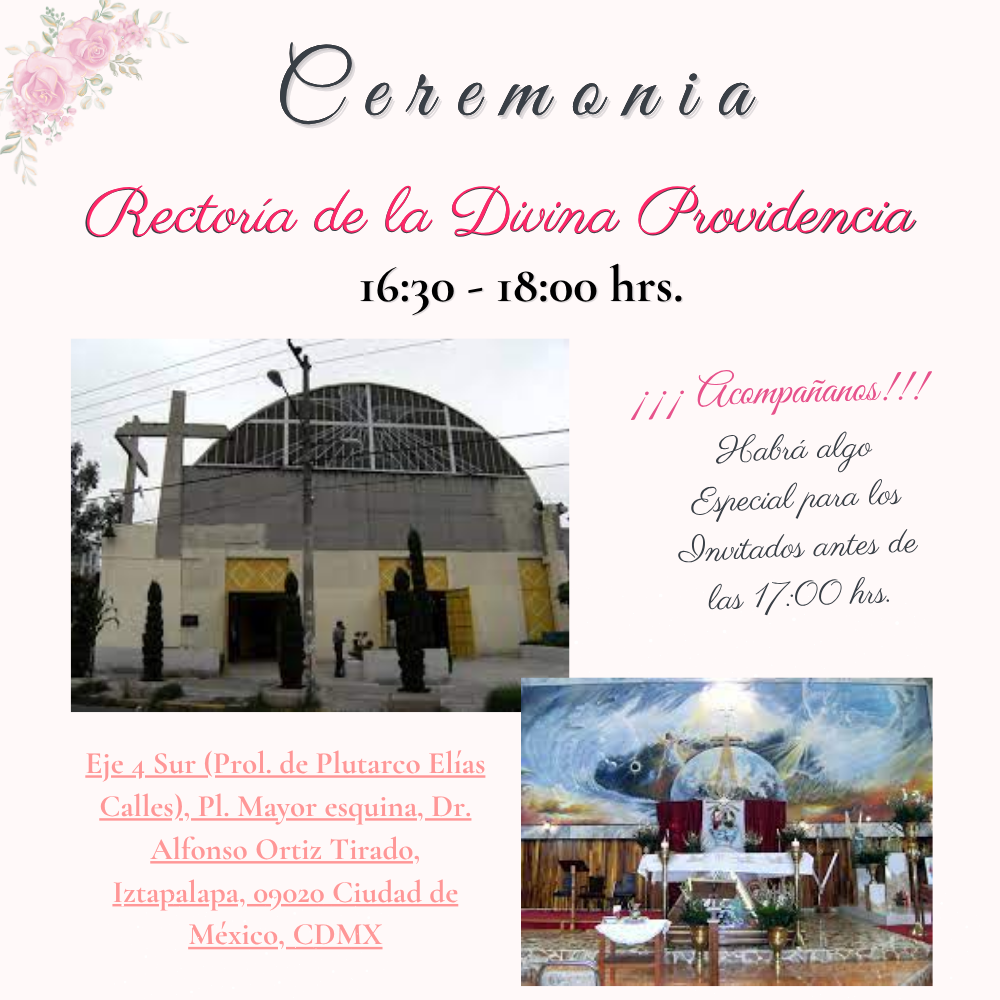 Ceremonia
Rectoría de la Divina Providencia
16:30 - 18:00 hrs.
¡¡¡ Acompañanos!!!
Habrá algo
Especial para los
Invitados antes de
las 17:00 hrs.
Eje 4 Sur (Prol. de Plutarco Elías
Calles), Pl. Mayor esquina, Dr.
Alfonso Ortiz Tirado,
Iztapalapa, 09020 Ciudad de
México, CDMX